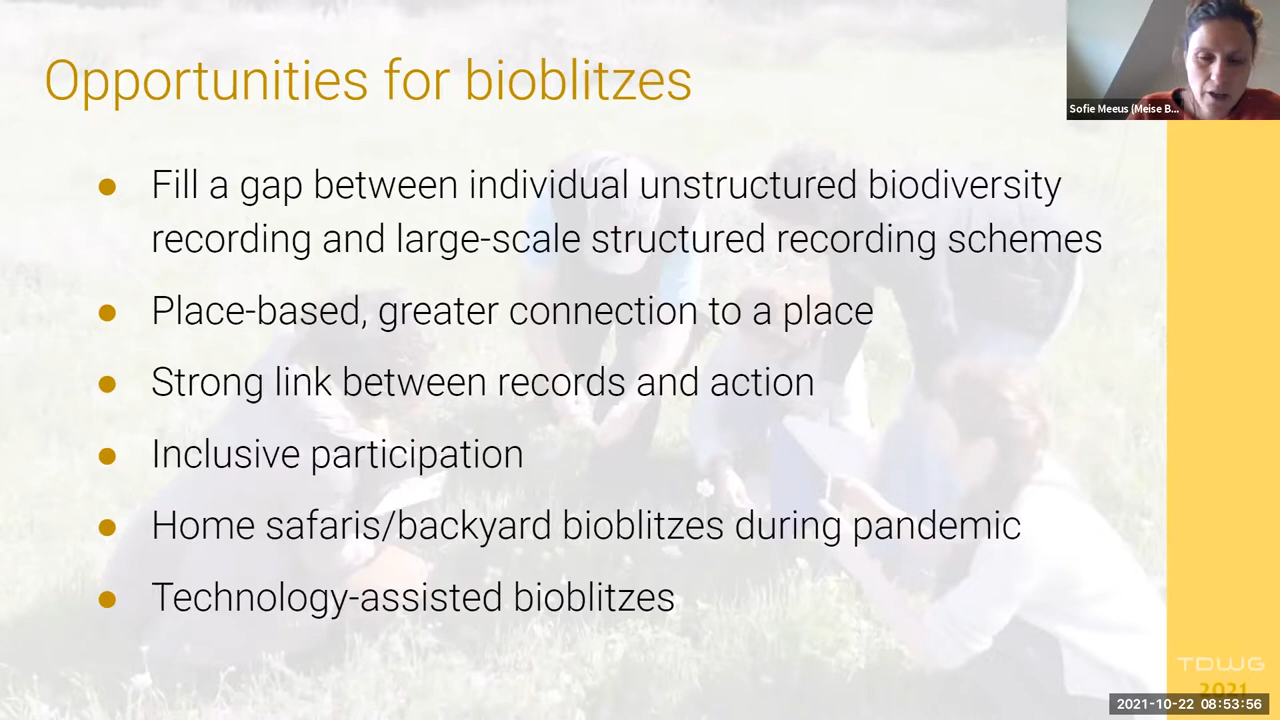 Opportunities for bioblitzes
Sofie Meeus (Meise B...
● Fill a gap between individual unstructured biodiversity
recording and large-scale structured recording schemes
● Place-based, greater connection to a place
● Strong link between records and action
● Inclusive participation
● Home safaris/backyard bioblitzes during pandemic
● Technology-assisted bioblitzes
TDWG
2021
2021-10-22 08:53:56